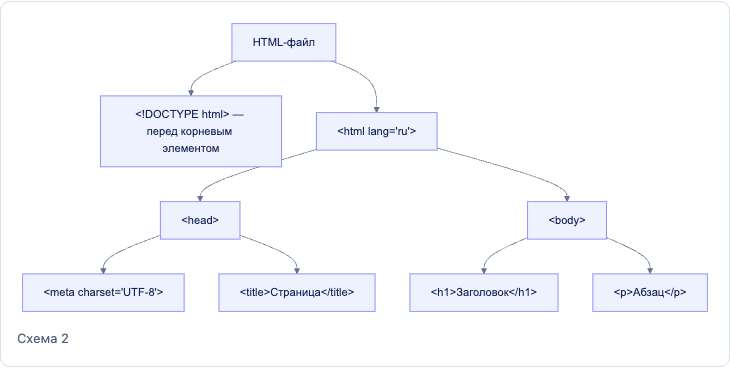 HTML-файл
<!DOCTYPE html> —
перед корневым
элементом
<html lang='ru'>
<head>
<body>
<meta charset='UTF-8'>
<title>Страница</title>
<h1>Заголовок</h1>
<p>Абзац</p>
Схема 2